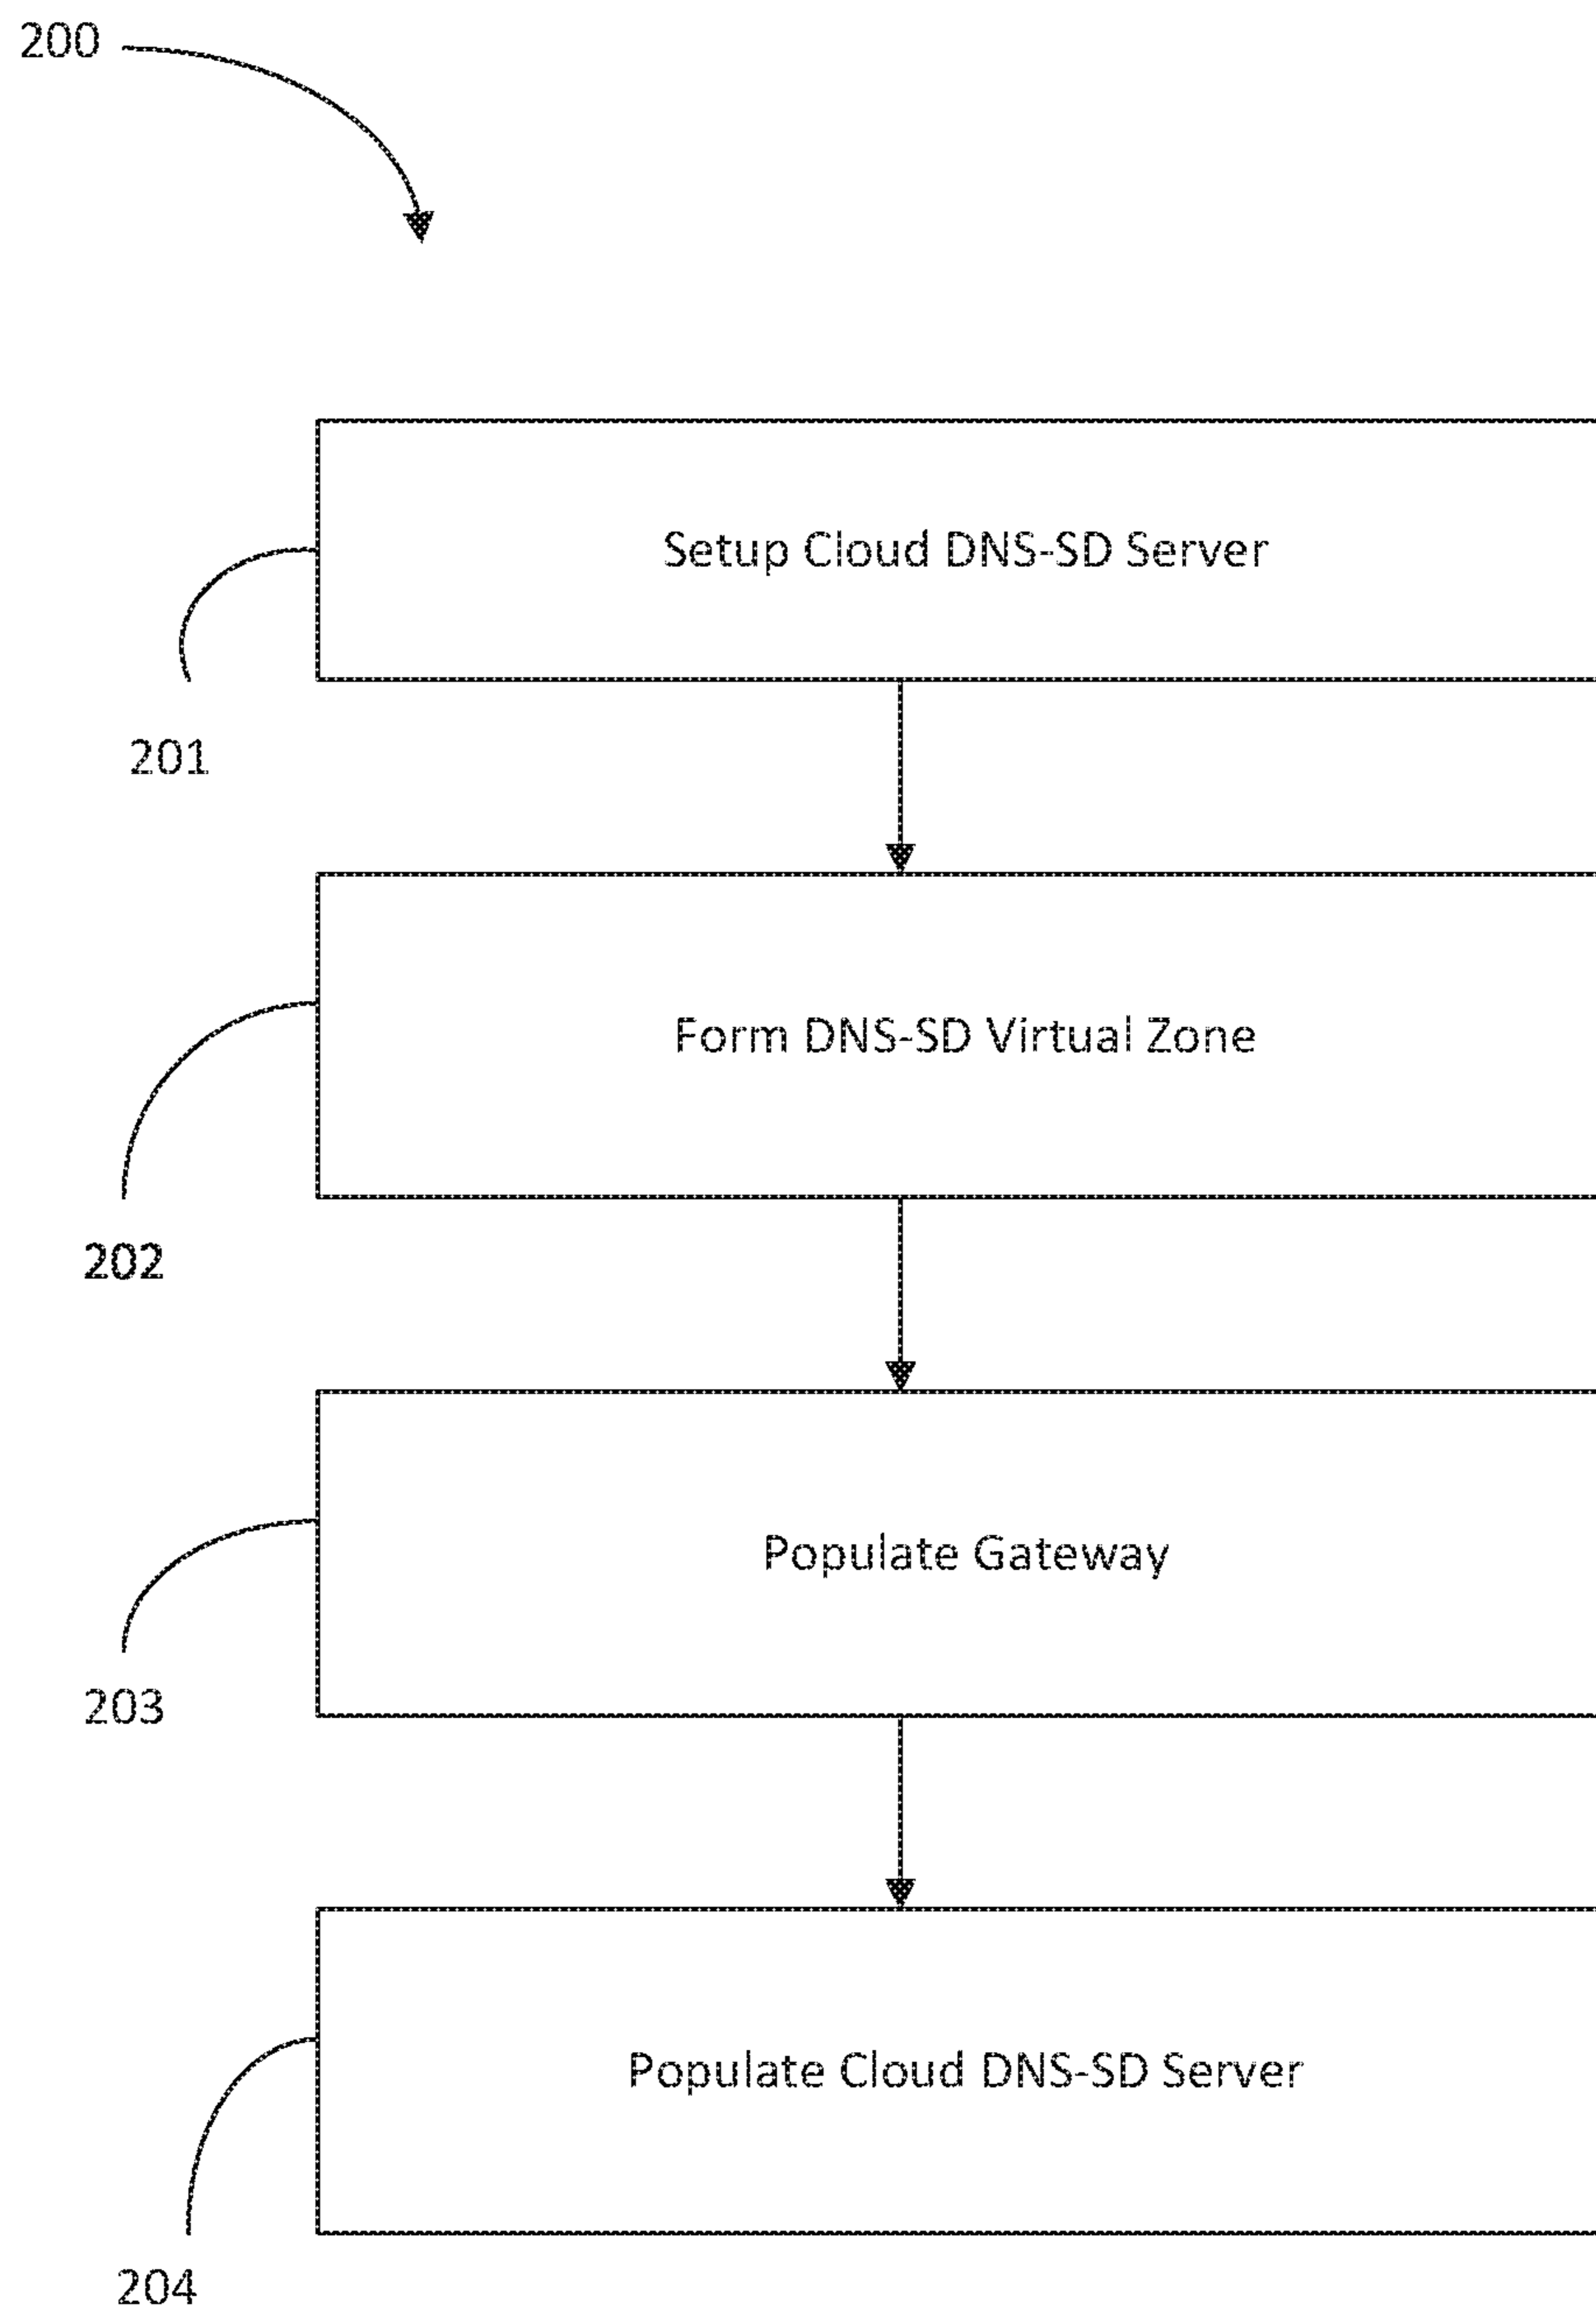 200
Setup Cloud DNS-SD Server
201
Form DNS-SD Virtual Zone
202
Populate Gateway
203
Populate Cloud DNS-SD Server
204